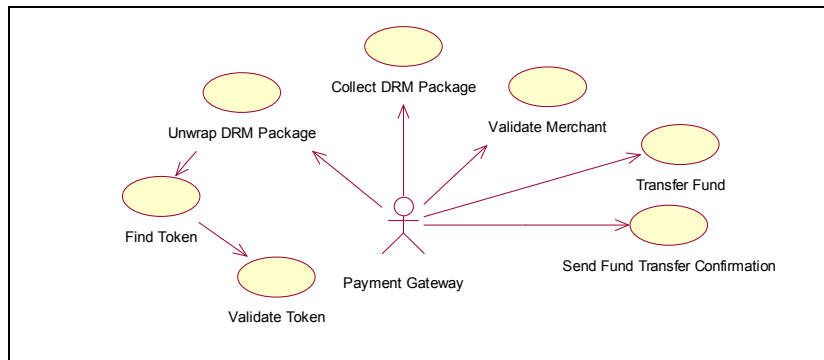 Collect DRM Package
Validate Merchant
Unwrap DRM Package
Transfer Fund
Find Token
Send Fund Transfer Confirmation
Payment Gateway
Validate Token